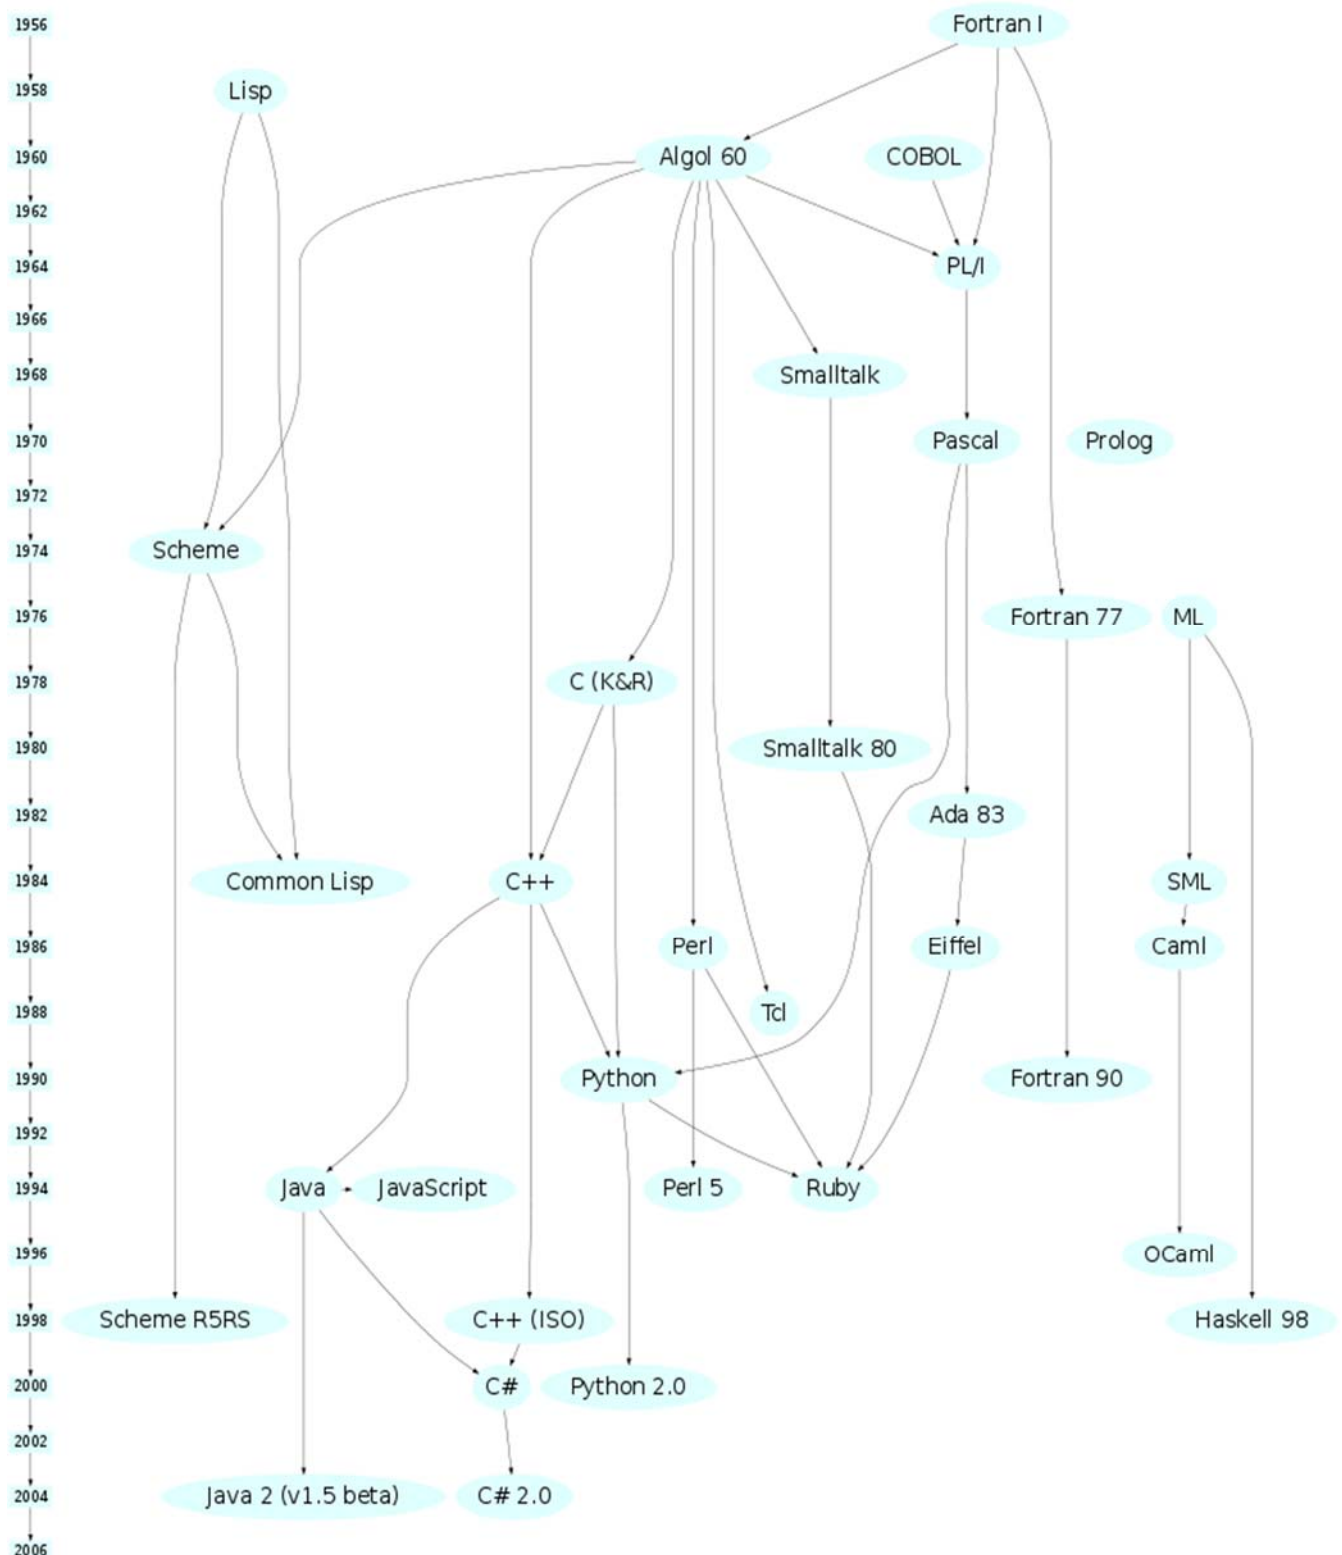 1956
Fortran I
1958
Lisp
1960
Algol 60
COBOL
1962
1964
PL/I
1966
1968
Smalltalk
1970
Pascal
Prolog
1972
1974
Scheme
1976
Fortran 77
ML
1978
C (K&R)
1980
Smalltalk 80
1982
Ada 83
1984
Common Lisp
C++
SML
1986
Perl
Eiffel
Caml
1988
Tcl
1990
Python
Fortran 90
1992
1994
Java
JavaScript
Perl 5
Ruby
1996
OCaml
1998
Scheme R5RS
C++ (ISO)
Haskell 98
2000
C#
Python 2.0
2002
2004
Java 2 (v1.5 beta)
C# 2.0
2006